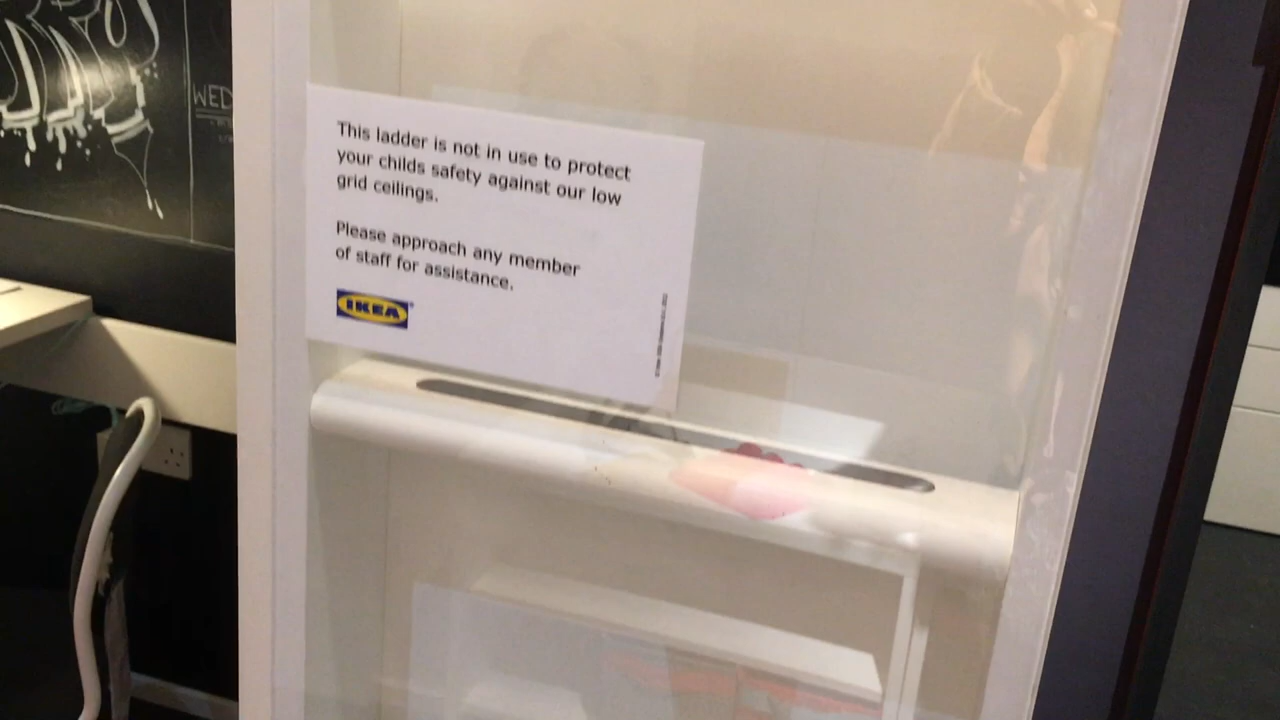 WED
This ladder is not in use to protect
your childs safety against our low
grid ceilings.
Please approach any member
of staff for assistance.
IKEA